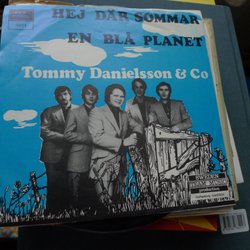 HEJ DÄR SOMMAR
EN BLÅ PLANET
Tommy Danielsson & Co